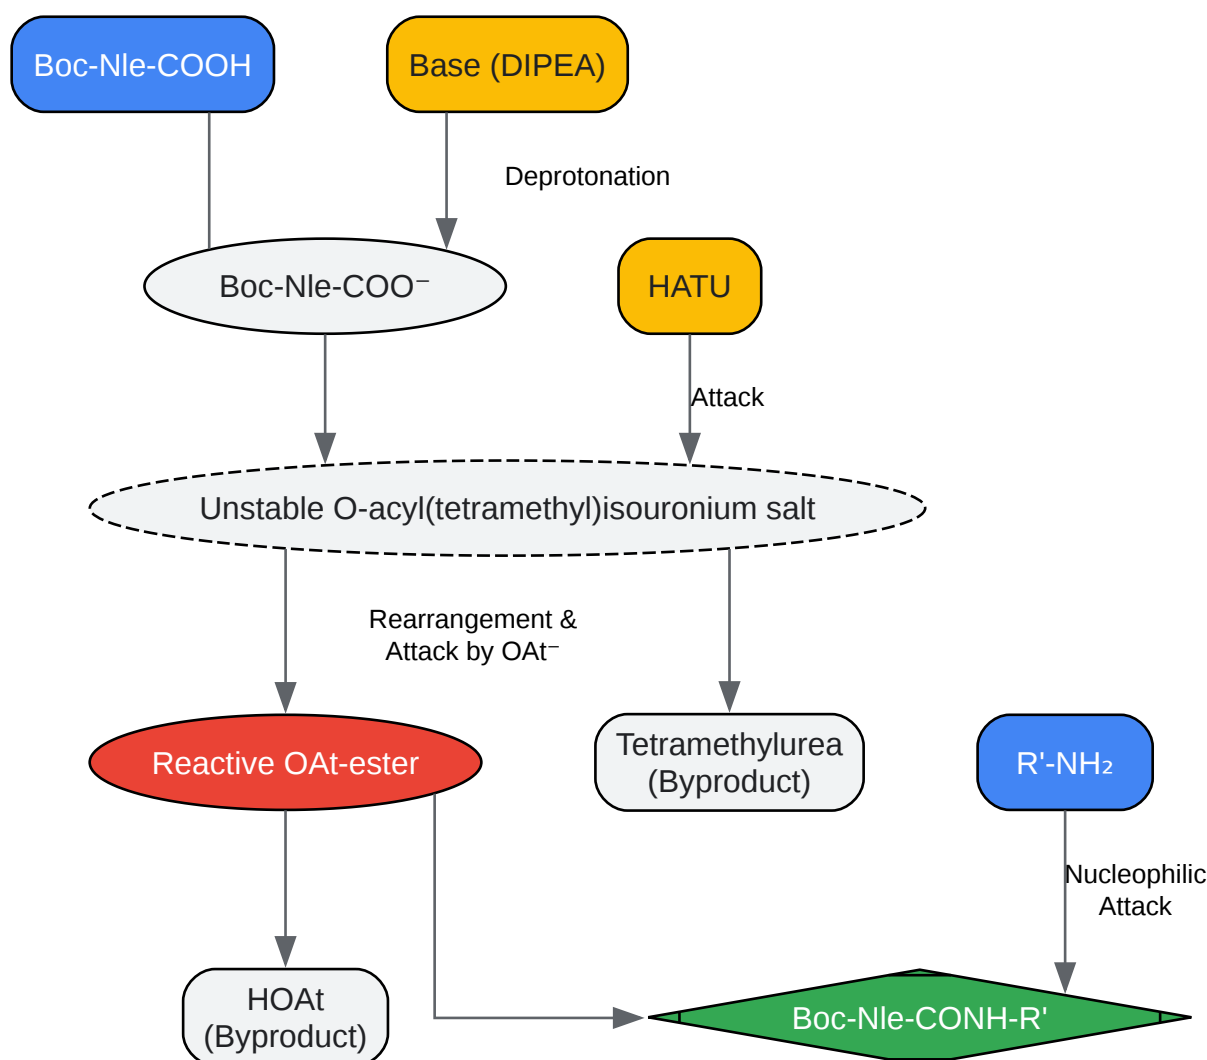 Boc-Nle-COOH
Base (DIPEA)
Deprotonation
Boc-Nle-COO⁻
HATU
Attack
Unstable O-acyl(tetramethyl)isouronium salt
Rearrangement &
Attack by OAt⁻
Reactive OAt-ester
Tetramethylurea
(Byproduct)
R'-NH₂
Nucleophilic
Attack
HOAt
(Byproduct)
Boc-Nle-CONH-R'